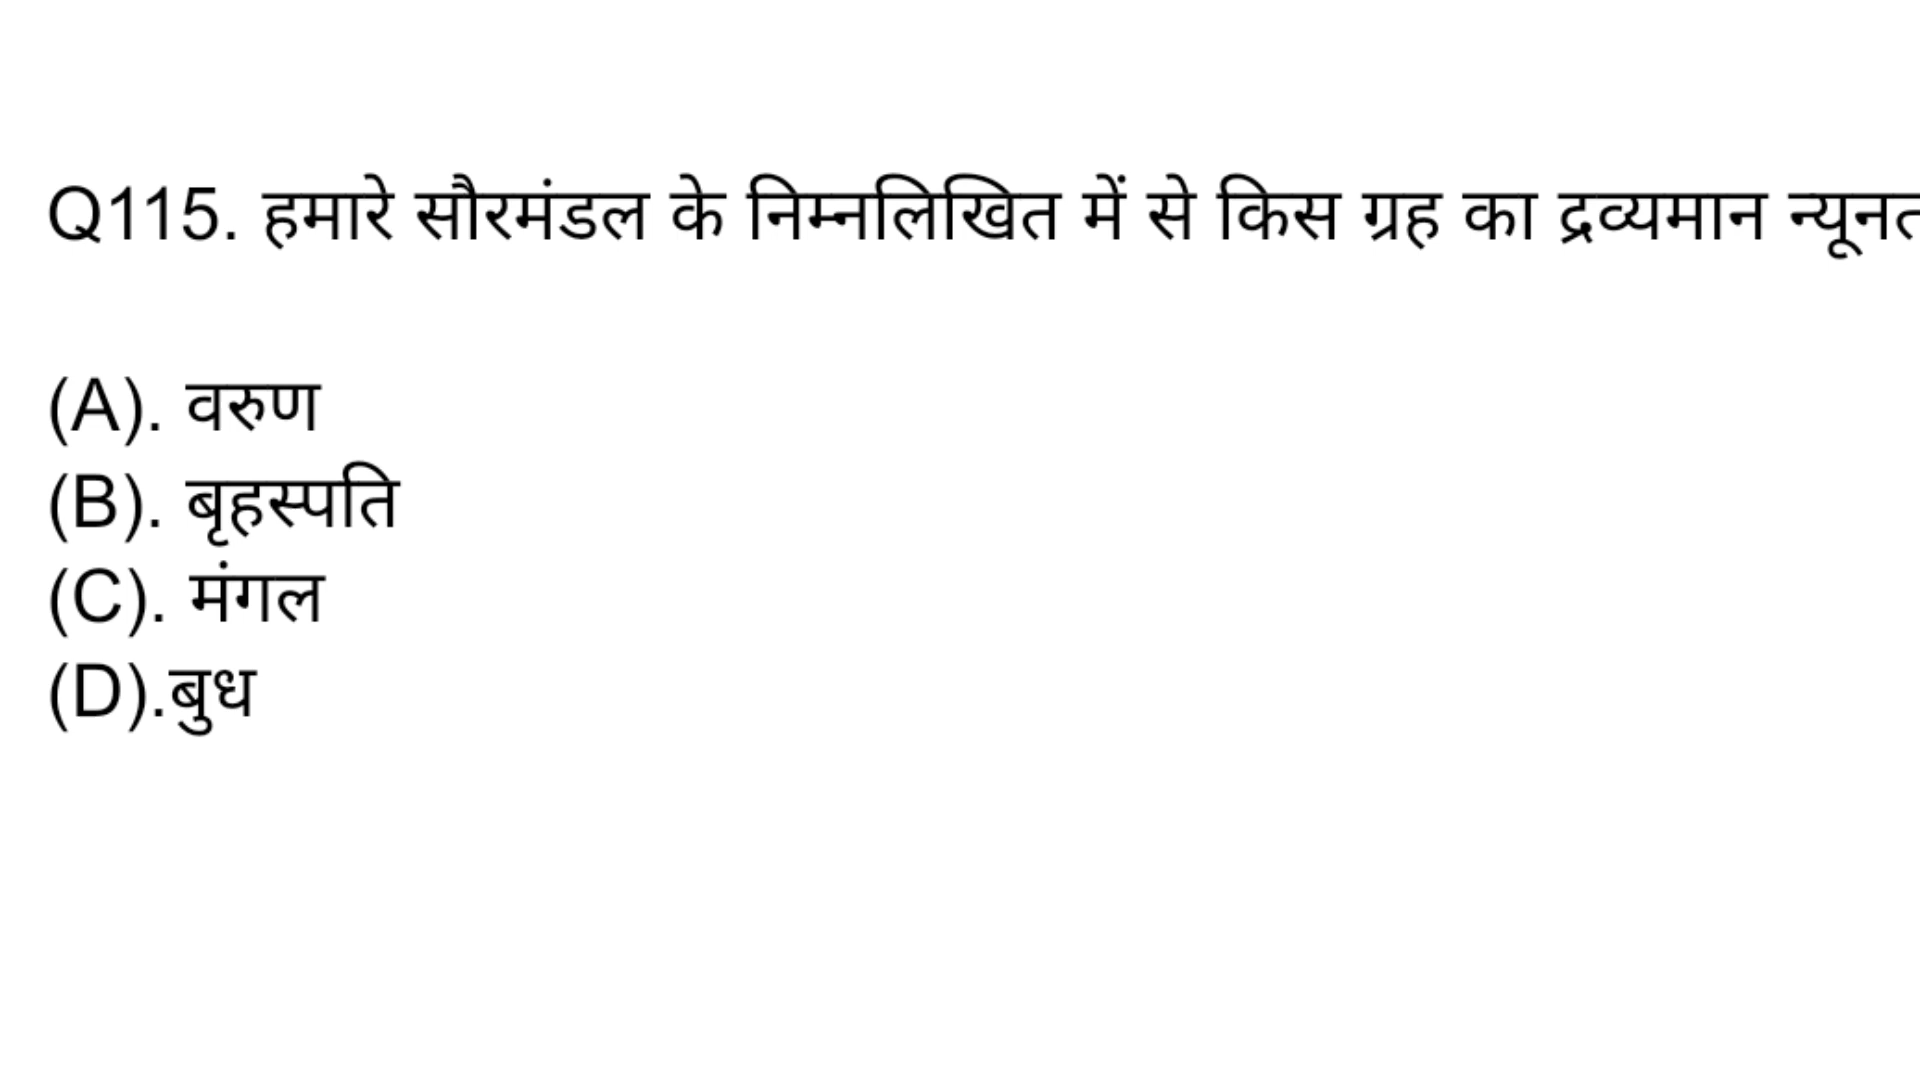 Q115. हमारे सौरमंडल के निम्नलिखित में से किस ग्रह का द्रव्यमान
(A). वरुण
(B). बृहस्पति
(C). मंगल
(D).बुध